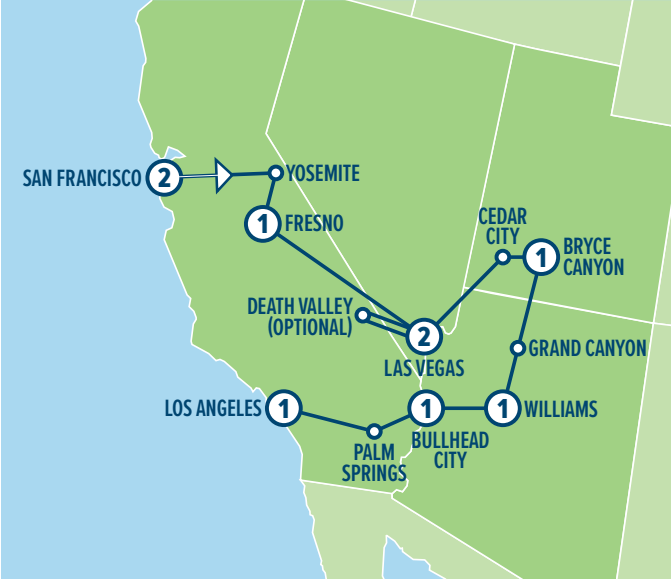 SAN FRANCISCO
2
YOSEMITE
1
FRESNO
CEDAR
CITY
1
BRYCE
CANYON
DEATH VALLEY
(OPTIONAL)
2
LAS VEGAS
GRAND CANYON
LOS ANGELES
1
PALM
SPRINGS
1
BULLHEAD
CITY
1
WILLIAMS